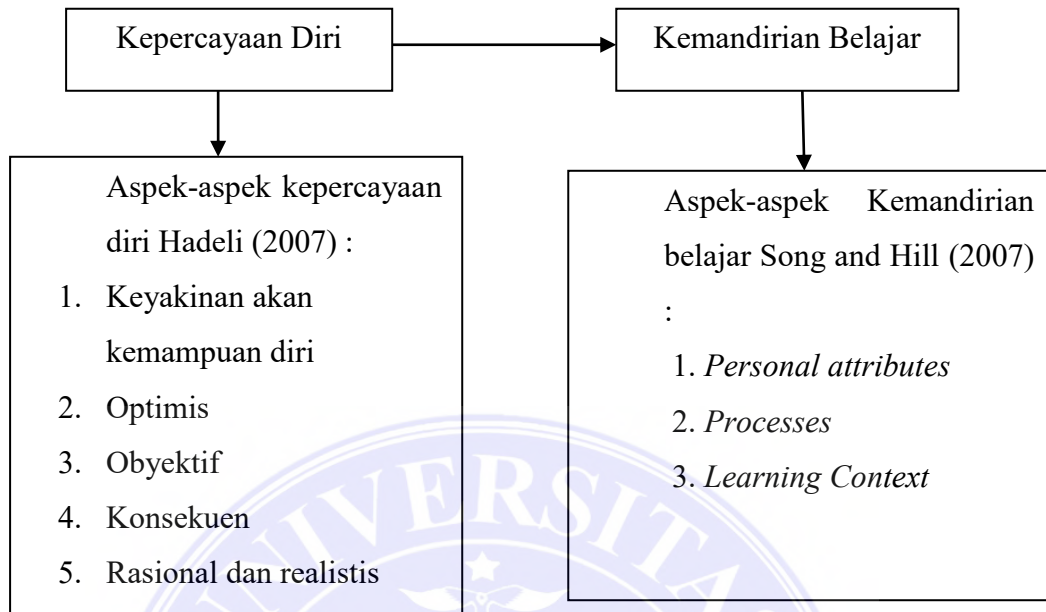 Kepercayaan Diri
Kemandirian Belajar
Aspek-aspek kepercayaan
diri Hadeli (2007) :
1. Keyakinan akan
kemampuan diri
2. Optimis
3. Obyektif
4. Konsekuen
5. Rasional dan realistis
Aspek-aspek Kemandirian
belajar Song and Hill (2007)
:
1. Personal attributes
2. Processes
3. Learning Context
UNIVERSITA